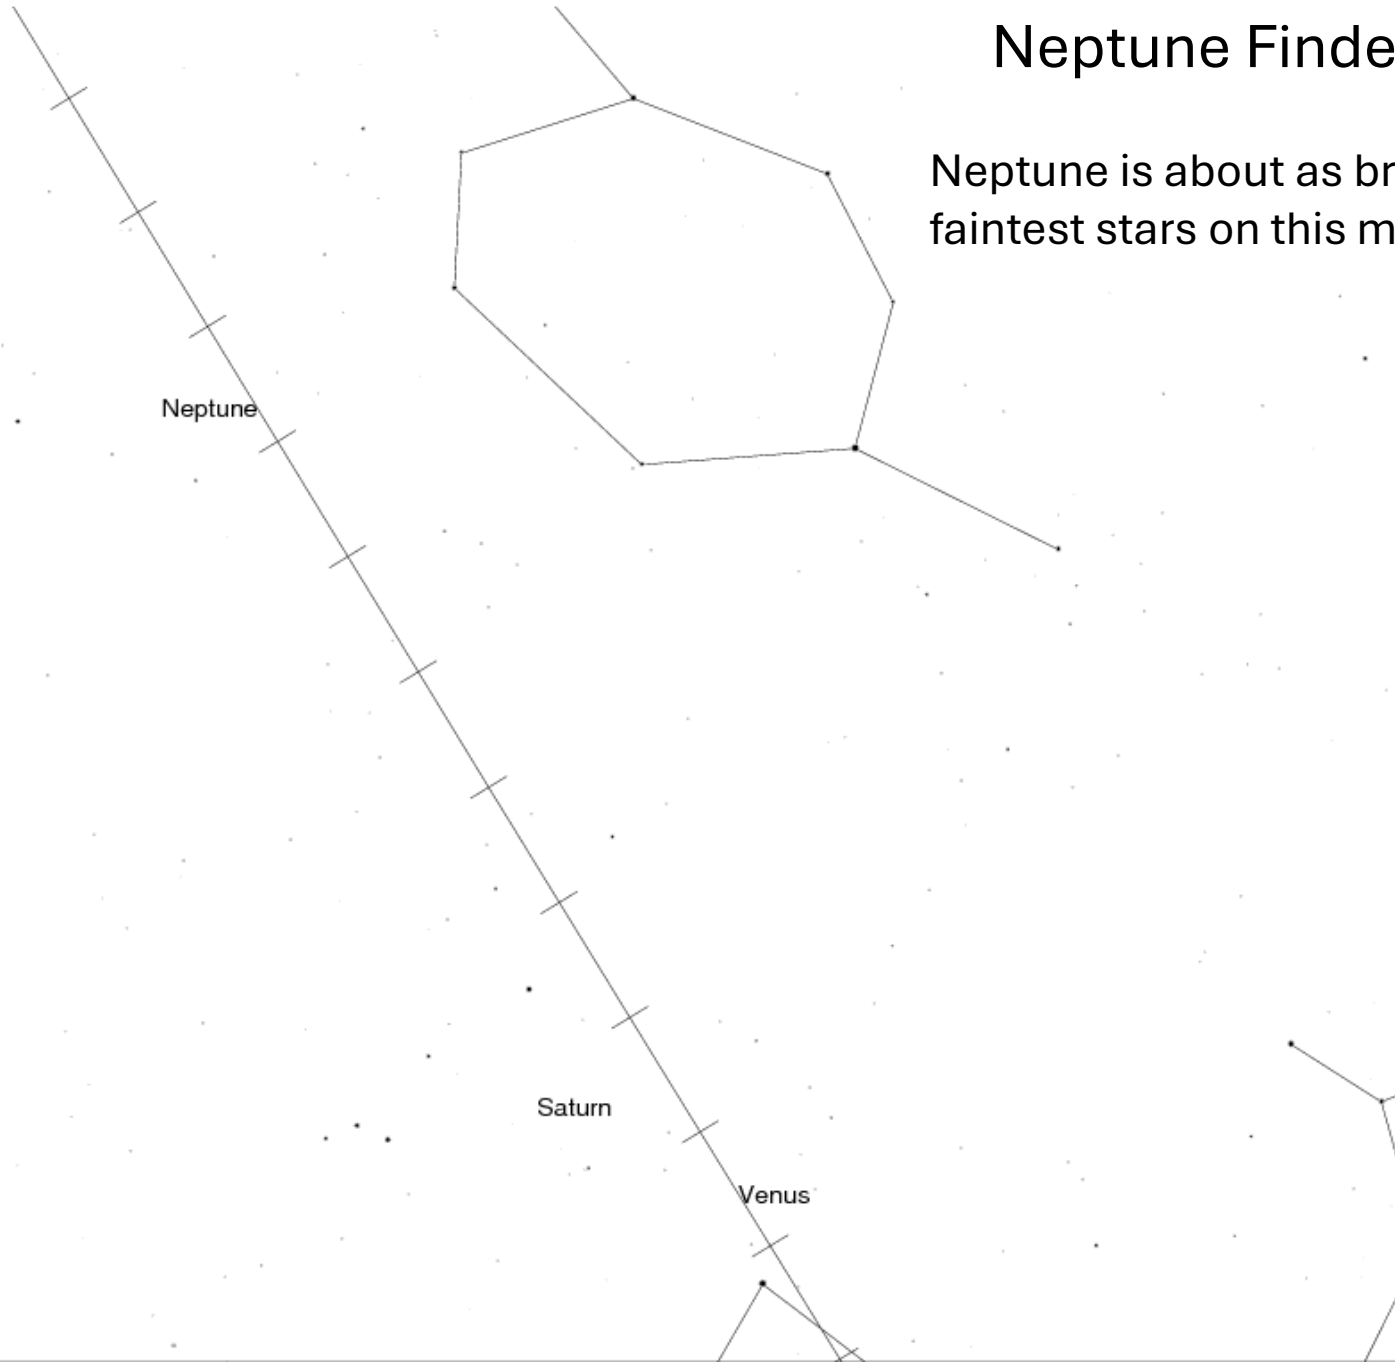 Neptune Finde
Neptune is about as br
faintest stars on this m
Neptune
Saturn
Venus